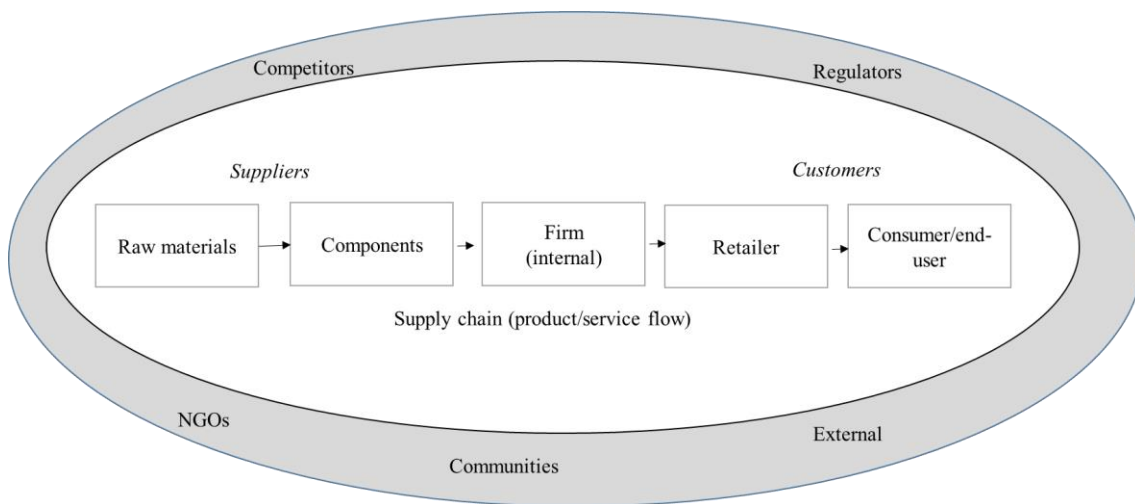 Competitors
Regulators
Suppliers
Customers
Raw materials
Components
Firm
(internal)
Retailer
Consumer/end-
user
Supply chain (product/service flow)
NGOs
External
Communities